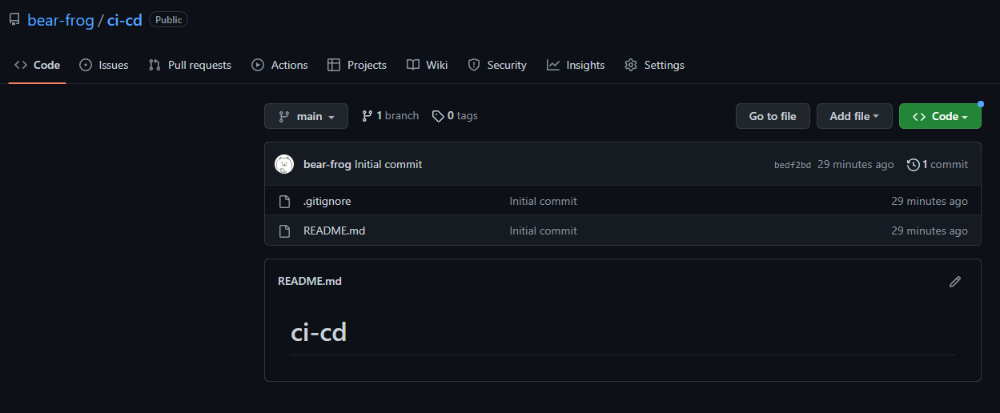 bear-frog / ci-cd Public
Code Issues Pull requests Actions Projects Wiki Security Insights Settings
main 1 branch 0 tags Go to file Add file Code
bear-frog Initial commit bedf2bd 29 minutes ago 1 commit
.gitignore Initial commit 29 minutes ago
README.md Initial commit 29 minutes ago
README.md
ci-cd